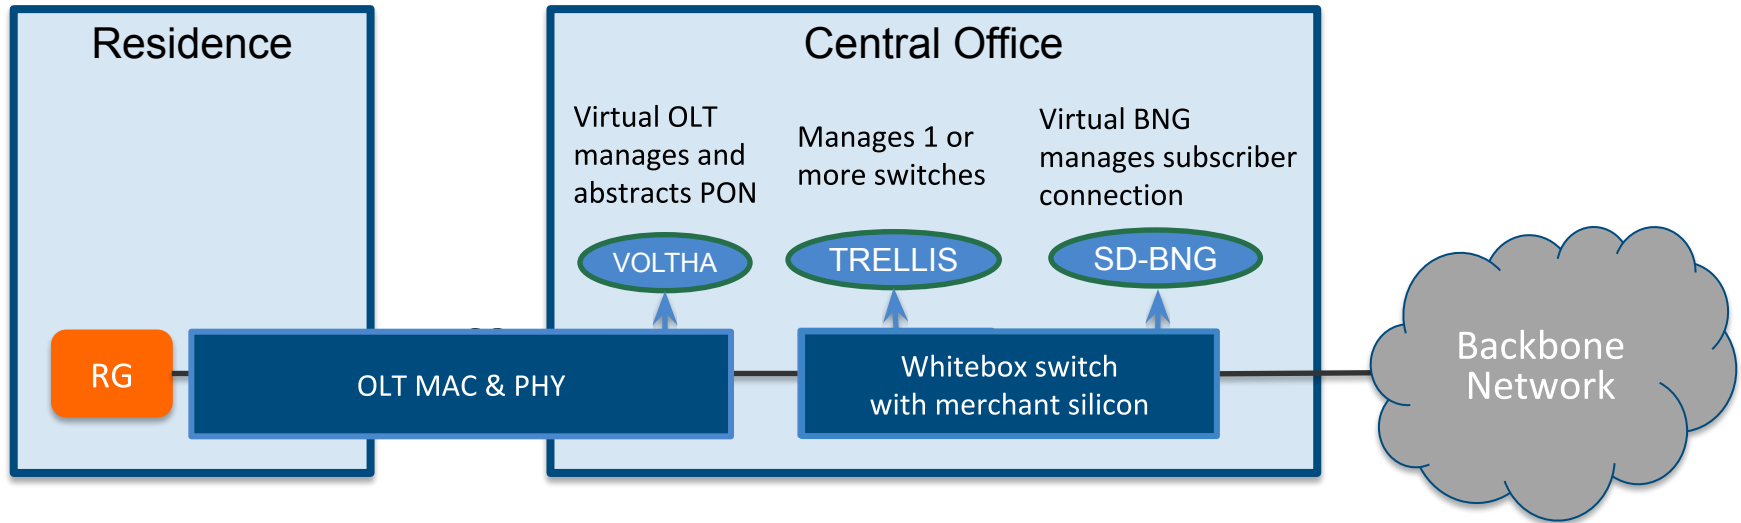 Residence
Central Office
Virtual OLT
manages and
abstracts PON
Manages 1 or
more switches
Virtual BNG
manages subscriber
connection
VOLTHA
TRELLIS
SD-BNG
RG
OLT MAC & PHY
Whitebox switch
with merchant silicon
Backbone
Network